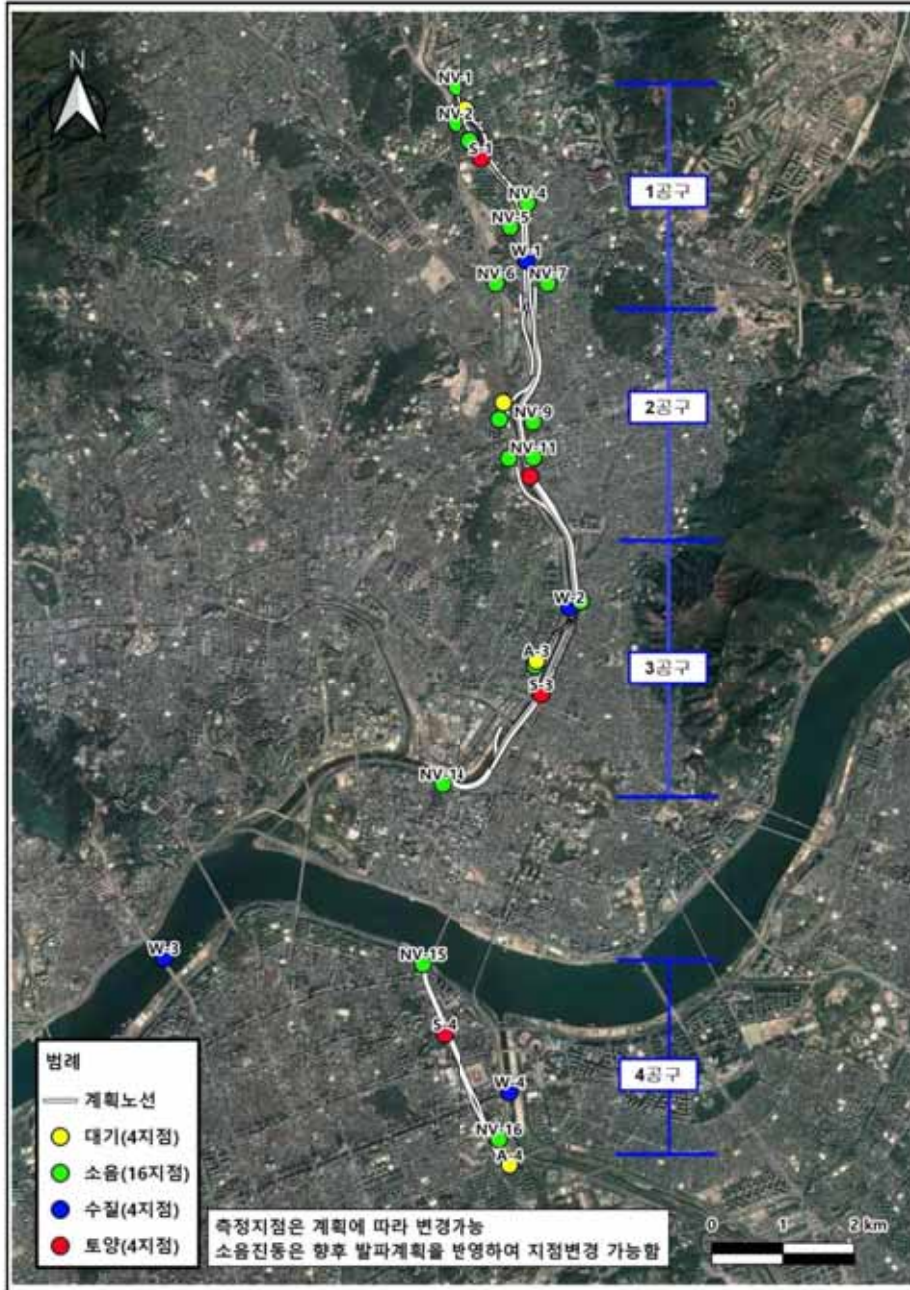 N
NV-1
NV-2
S-1
NV-4
NV-5
W-1
NV-6
NV-7
1공구
NV-9
2공구
NV-11
W-2
A-3
S-3
3공구
NV-14
W-3
NV-15
S-4
W-4
4공구
NV-16
A-4
범례
계획노선
대기(4지점)
소음(16지점)
수질(4지점)
토양(4지점)
측정지점은 계획에 따라 변경가능
소음진동은 향후 발파계획을 반영하여 지점변경 가능함
0 1 2 km